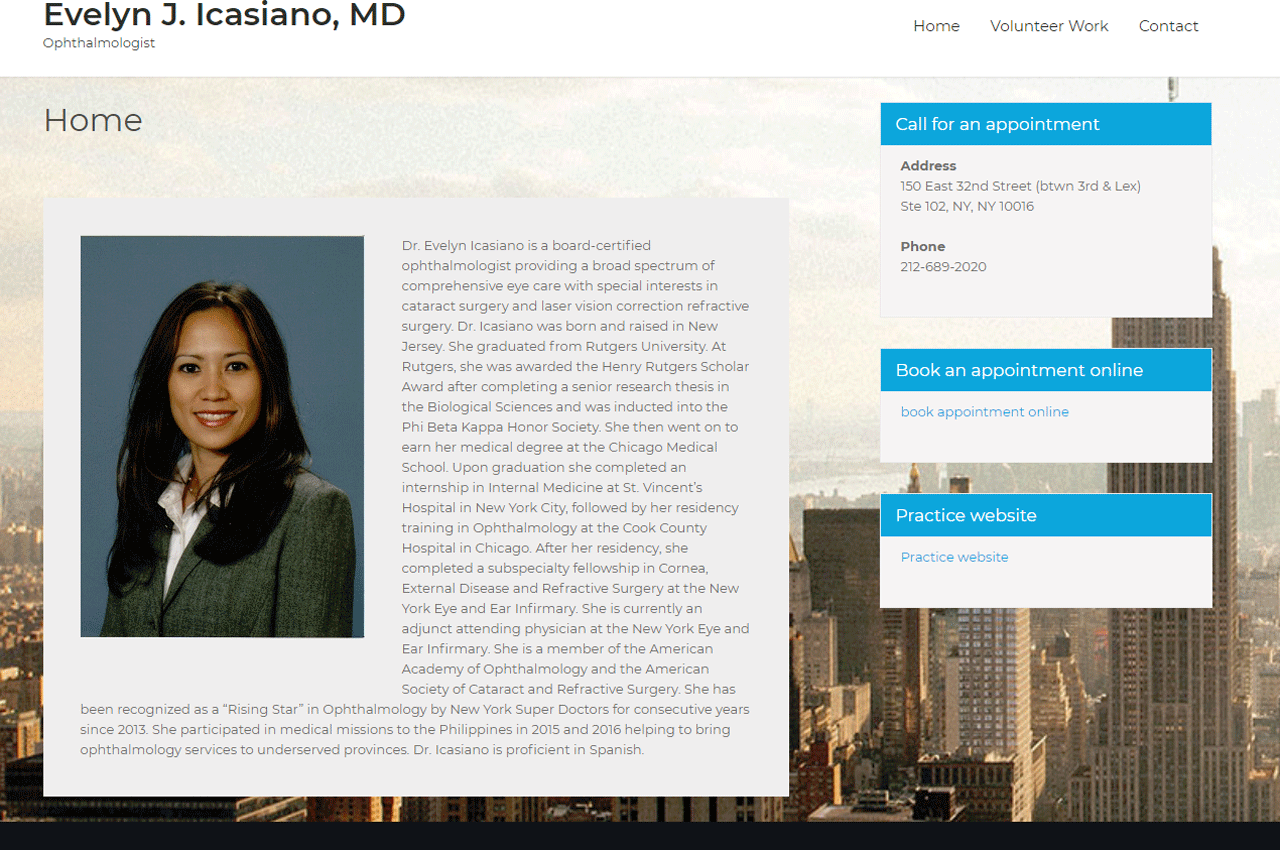 Evelyn J. Icasiano, MD
Ophthalmologist
Home
Volunteer Work
Contact
Home
Dr. Evelyn Icasiano is a board-certified
ophthalmologist providing a broad spectrum of
comprehensive eye care with special interests in
cataract surgery and laser vision correction refractive
surgery. Dr. Icasiano was born and raised in New
Jersey. She graduated from Rutgers University. At
Rutgers, she was awarded the Henry Rutgers Scholar
Award after completing a senior research thesis in
the Biological Sciences and was inducted into the
Phi Beta Kappa Honor Society. She then went on to
earn her medical degree at the Chicago Medical
School. Upon graduation she completed an
internship in Internal Medicine at St. Vincent’s
Hospital in New York City, followed by her residency
training in Ophthalmology at the Cook County
Hospital in Chicago. After her residency, she
completed a subspecialty fellowship in Cornea,
External Disease and Refractive Surgery at the New
York Eye and Ear Infirmary. She is currently an
adjunct attending physician at the New York Eye and
Ear Infirmary. She is a member of the American
Academy of Ophthalmology and the American
Society of Cataract and Refractive Surgery. She has
been recognized as a “Rising Star” in Ophthalmology by New York Super Doctors for consecutive years
since 2013. She participated in medical missions to the Philippines in 2015 and 2016 helping to bring
ophthalmology services to underserved provinces. Dr. Icasiano is proficient in Spanish.
Call for an appointment
Address
150 East 32nd Street (btwn 3rd & Lex)
Ste 102, NY, NY 10016
Phone
212-689-2020
Book an appointment online
book appointment online
Practice website
Practice website